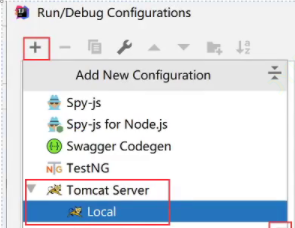 Run/Debug Configurations
Add New Configuration
Spy-js
Spy-js for Node.js
Swagger Codegen
TestNG
Tomcat Server
Local